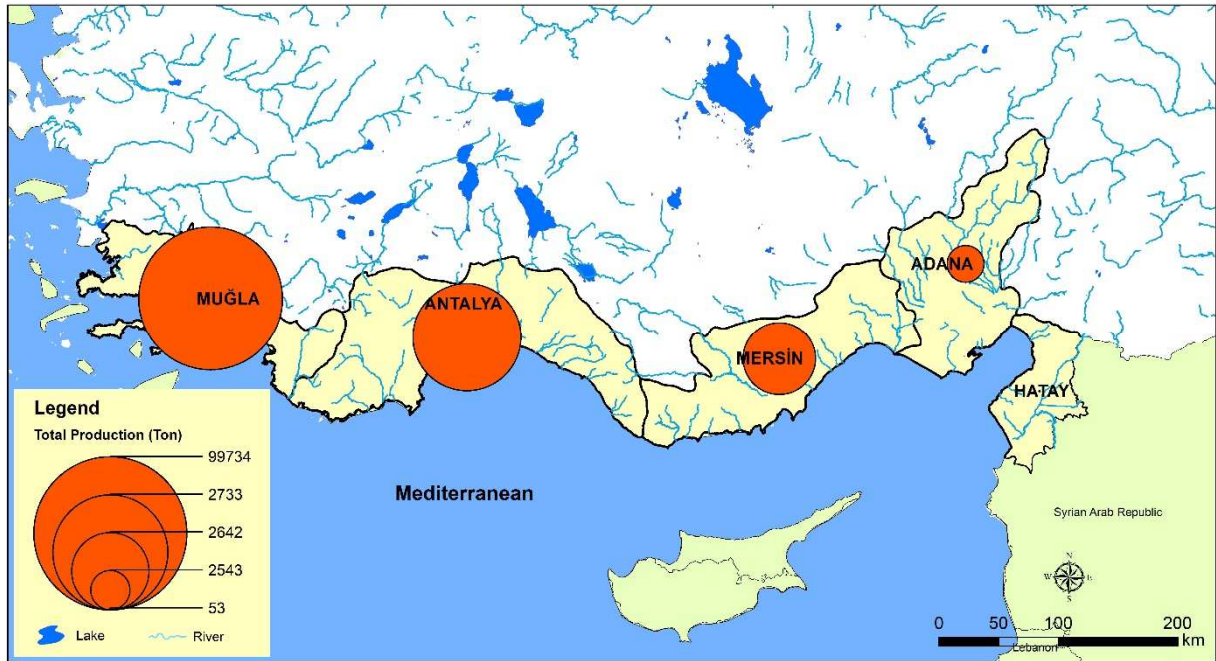 MUĞLA
ANTALYA
MERSİN
ADANA
HATAY
Mediterranean
Syrian Arab Republic
Lebanon
Legend
Total Production (Ton)
99734
2733
2642
2543
53
Lake
River
N
W
E
S
0 50 100 200
km